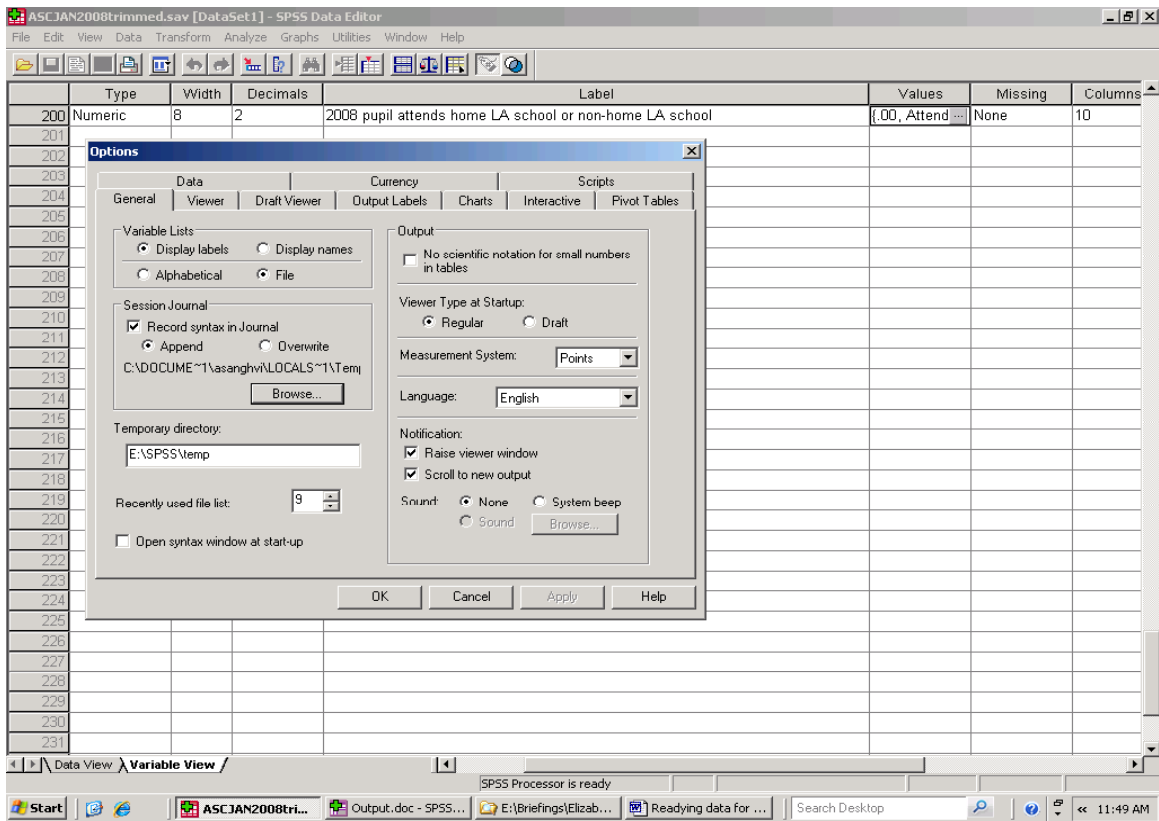 ASCJAN2008trimmed.sav [DataSet1] - SPSS Data Editor
File Edit View Data Transform Analyze Graphs Utilities Window Help
Type Width Decimals Label Values Missing Columns
200 Numeric 8 2 2008 pupil attends home LA school or non-home LA school {.00, Attend ... None 10
201
202
203
204
205
206
207
208
209
210
211
212
213
214
215
216
217
218
219
220
221
222
223
224
225
226
227
228
229
230
231
Options
Data Currency Scripts
General Viewer Draft Viewer Output Labels Charts Interactive Pivot Tables
Variable Lists
Display labels Display names
Alphabetical File
Session Journal
Record syntax in Journal
Append Overwrite
C:\DOCUME~1\asanghvi\LOCALS~1\Temp
Browse...
Temporary directory:
E:\SPSS\temp
Recently used file list: 9
Open syntax window at start-up
Output
No scientific notation for small numbers
in tables
Viewer Type at Startup:
Regular Draft
Measurement System: Points
Language: English
Notification:
Raise viewer window
Scroll to new output
Sound: None System beep
Sound Browse...
OK Cancel Apply Help
Data View Variable View
SPSS Processor is ready
Start ASCJAN2008tri... Output.doc - SPSS... E:\Briefings\Elizab... Readying data for ... Search Desktop 11:49 AM